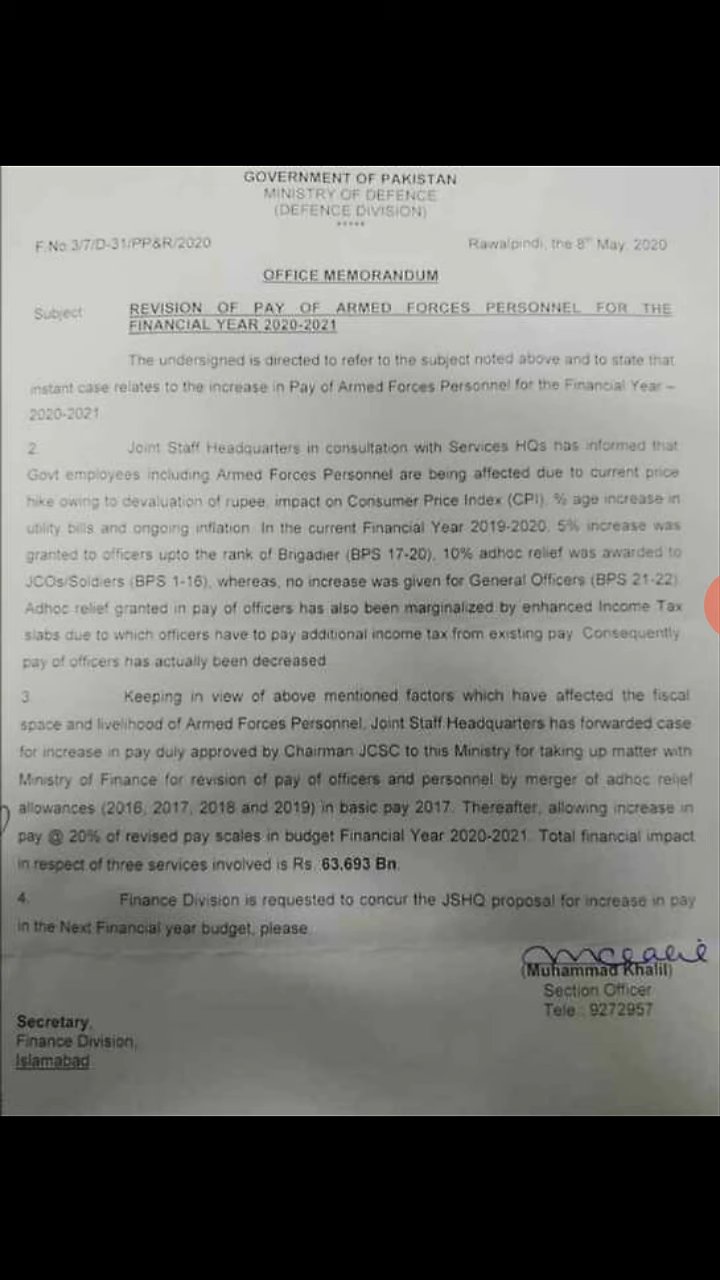 GOVERNMENT OF PAKISTAN
MINISTRY OF DEFENCE
(DEFENCE DIVISION)
*****
F.No 3/7/D-31/PP&R/2020 Rawalpindi, the 8th May, 2020
OFFICE MEMORANDUM
Subject: REVISION OF PAY OF ARMED FORCES PERSONNEL FOR THE
FINANCIAL YEAR 2020-2021
The undersigned is directed to refer to the subject noted above and to state that
instant case relates to the increase in Pay of Armed Forces Personnel for the Financial Year –
2020-2021
2. Joint Staff Headquarters in consultation with Services HQs has informed that
Govt employees including Armed Forces Personnel are being affected due to current price
hike owing to devaluation of rupee, impact on Consumer Price Index (CPI), % age increase in
utility bills and ongoing inflation. In the current Financial Year 2019-2020, 5% increase was
granted to officers upto the rank of Brigadier (BPS 17-20), 10% adhoc relief was awarded to
JCOs/Soldiers (BPS 1-16), whereas, no increase was given for General Officers (BPS 21-22).
Adhoc relief granted in pay of officers has also been marginalized by enhanced Income Tax
slabs due to which officers have to pay additional income tax from existing pay. Consequently
pay of officers has actually been decreased
3. Keeping in view of above mentioned factors which have affected the fiscal
space and livelihood of Armed Forces Personnel, Joint Staff Headquarters has forwarded case
for increase in pay duly approved by Chairman JCSC to this Ministry for taking up matter with
Ministry of Finance for revision of pay of officers and personnel by merger of adhoc relief
allowances (2016, 2017, 2018 and 2019) in basic pay 2017. Thereafter, allowing increase in
pay @ 20% of revised pay scales in budget Financial Year 2020-2021. Total financial impact
in respect of three services involved is Rs. 63,693 Bn.
4. Finance Division is requested to concur the JSHQ proposal for increase in pay
in the Next Financial year budget, please.
(Muhammad Khalil)
Section Officer
Tele : 9272957
Secretary,
Finance Division,
Islamabad